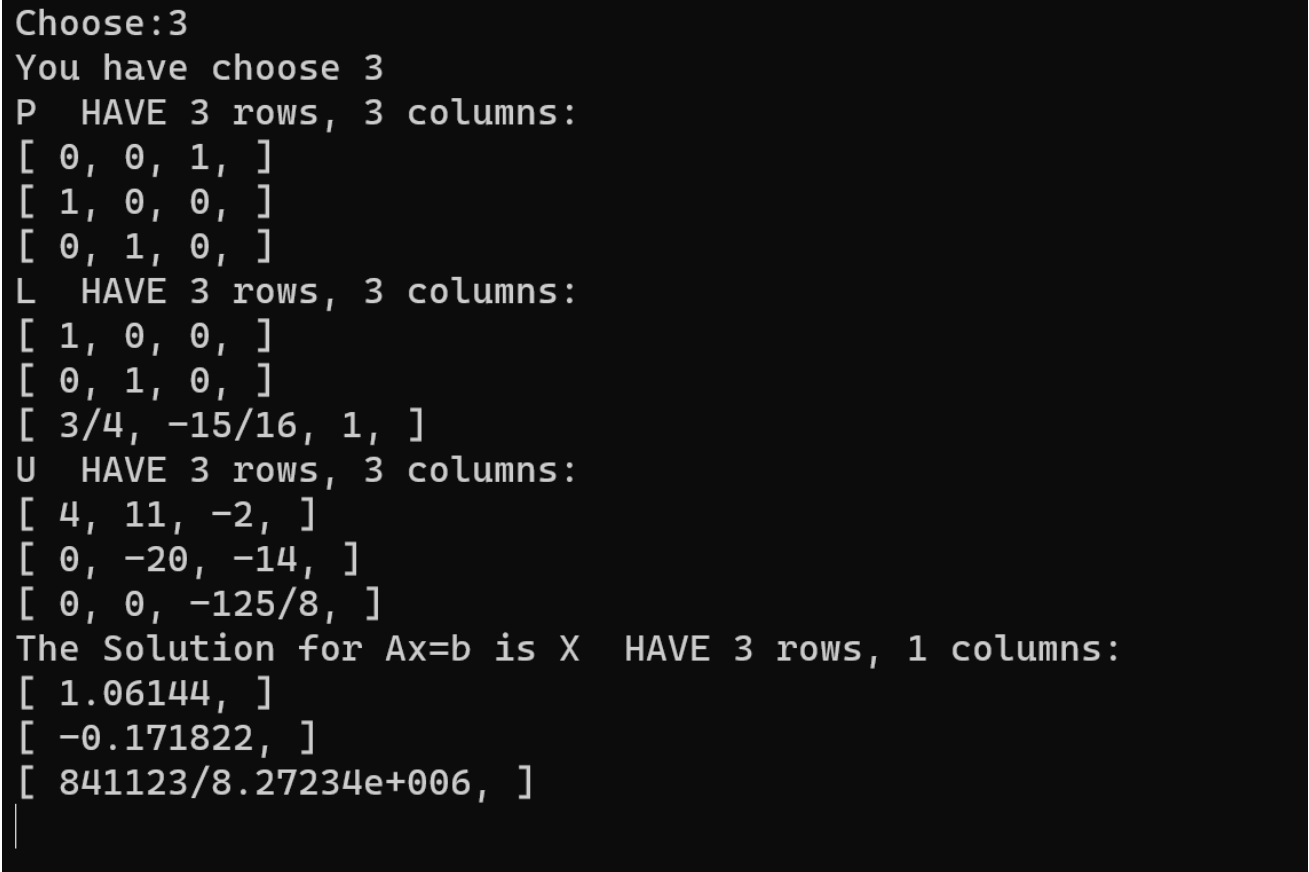 Choose:3
You have choose 3
P  HAVE 3 rows, 3 columns:
[ 0, 0, 1, ]
[ 1, 0, 0, ]
[ 0, 1, 0, ]
L  HAVE 3 rows, 3 columns:
[ 1, 0, 0, ]
[ 0, 1, 0, ]
[ 3/4, -15/16, 1, ]
U  HAVE 3 rows, 3 columns:
[ 4, 11, -2, ]
[ 0, -20, -14, ]
[ 0, 0, -125/8, ]
The Solution for Ax=b is X  HAVE 3 rows, 1 columns:
[ 1.06144, ]
[ -0.171822, ]
[ 841123/8.27234e+006, ]